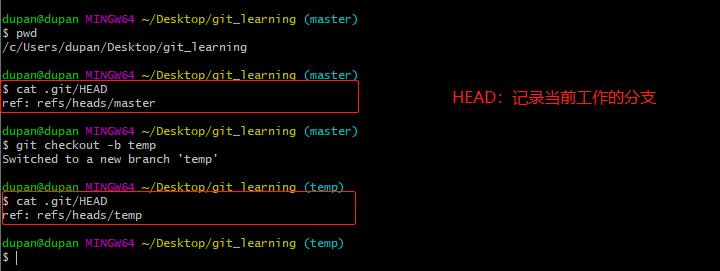 dupan@dupan MINGW64 ~/Desktop/git_learning (master)
$ pwd
/c/Users/dupan/Desktop/git_learning
dupan@dupan MINGW64 ~/Desktop/git_learning (master)
$ cat .git/HEAD
ref: refs/heads/master
HEAD：记录当前工作的分支
dupan@dupan MINGW64 ~/Desktop/git_learning (master)
$ git checkout -b temp
Switched to a new branch 'temp'
dupan@dupan MINGW64 ~/Desktop/git_learning (temp)
$ cat .git/HEAD
ref: refs/heads/temp
dupan@dupan MINGW64 ~/Desktop/git_learning (temp)
$